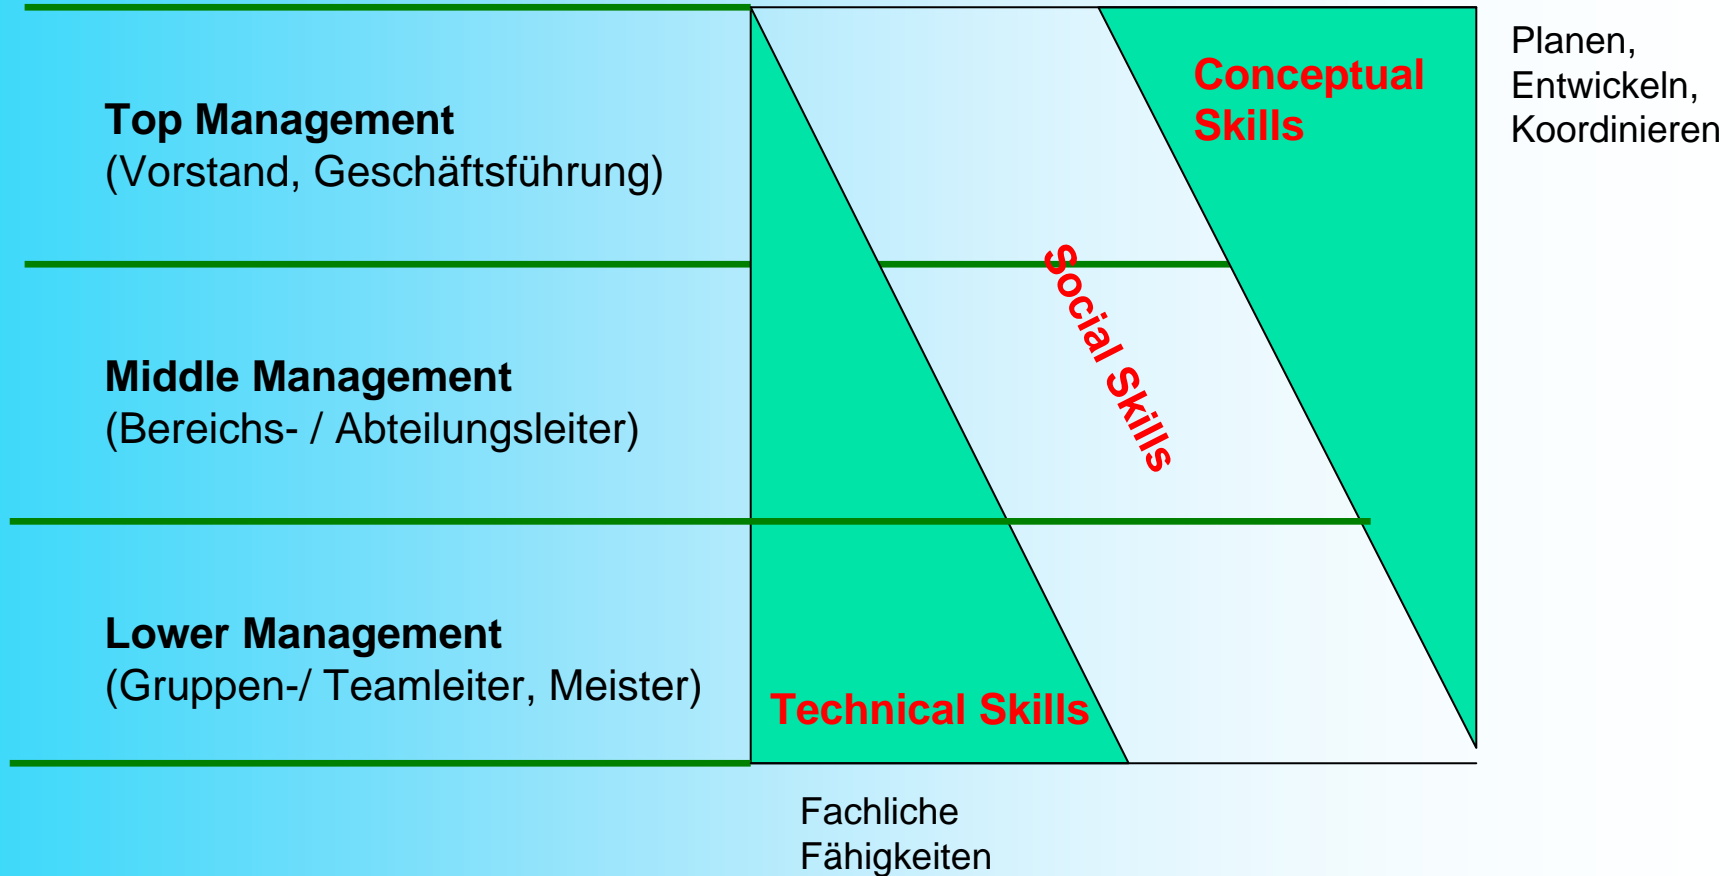 Top Management
(Vorstand, Geschäftsführung)
Conceptual
Skills
Planen,
Entwickeln,
Koordinieren
Social Skills
Middle Management
(Bereichs- / Abteilungsleiter)
Lower Management
(Gruppen-/ Teamleiter, Meister)
Technical Skills
Fachliche
Fähigkeiten